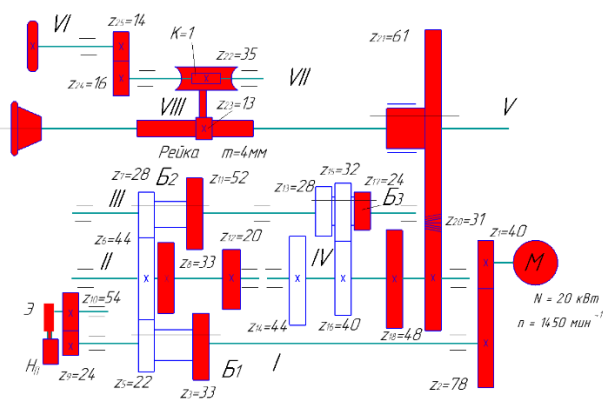 z₂₅=14
VI
z₂₁=61
K=1
z₂₂=35
z₂₄=16
VII
VIII
z₂₃=13
V
Рейка m=4мм
z₁₅=32
z₇=28
Б₂
z₁₁=52
z₁₃=28
z₁₇=24
III
Б₃
z₂₀=31
z₆=44
z₁₂=20
z₁=40
II
IV
z₈=33
M
z₁₀=54
N = 20 кВт
Э
n = 1450 мин⁻¹
z₁₄=44
z₁₆=40
z₁₈=48
Н||
z₉=24
z₅=22
Б₁
I
z₃=33
z₂=78